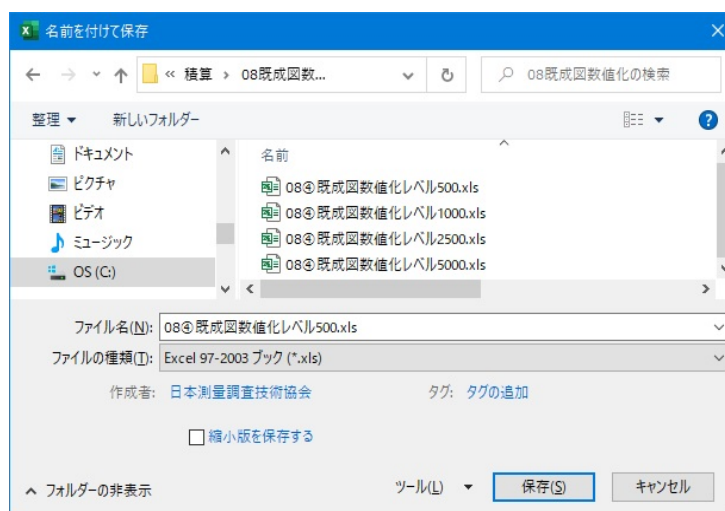 名前を付けて保存
« 積算 › 08既成図数... 08既成図数値化の検索
整理 新しいフォルダー
ドキュメント
ピクチャ
ビデオ
ミュージック
OS (C:)
名前
08④既成図数値化レベル500.xls
08④既成図数値化レベル1000.xls
08④既成図数値化レベル2500.xls
08④既成図数値化レベル5000.xls
ファイル名(N): 08④既成図数値化レベル500.xls
ファイルの種類(T): Excel 97-2003 ブック (*.xls)
作成者: 日本測量調査技術協会 タグ: タグの追加
縮小版を保存する
フォルダーの非表示 ツール(L) 保存(S) キャンセル